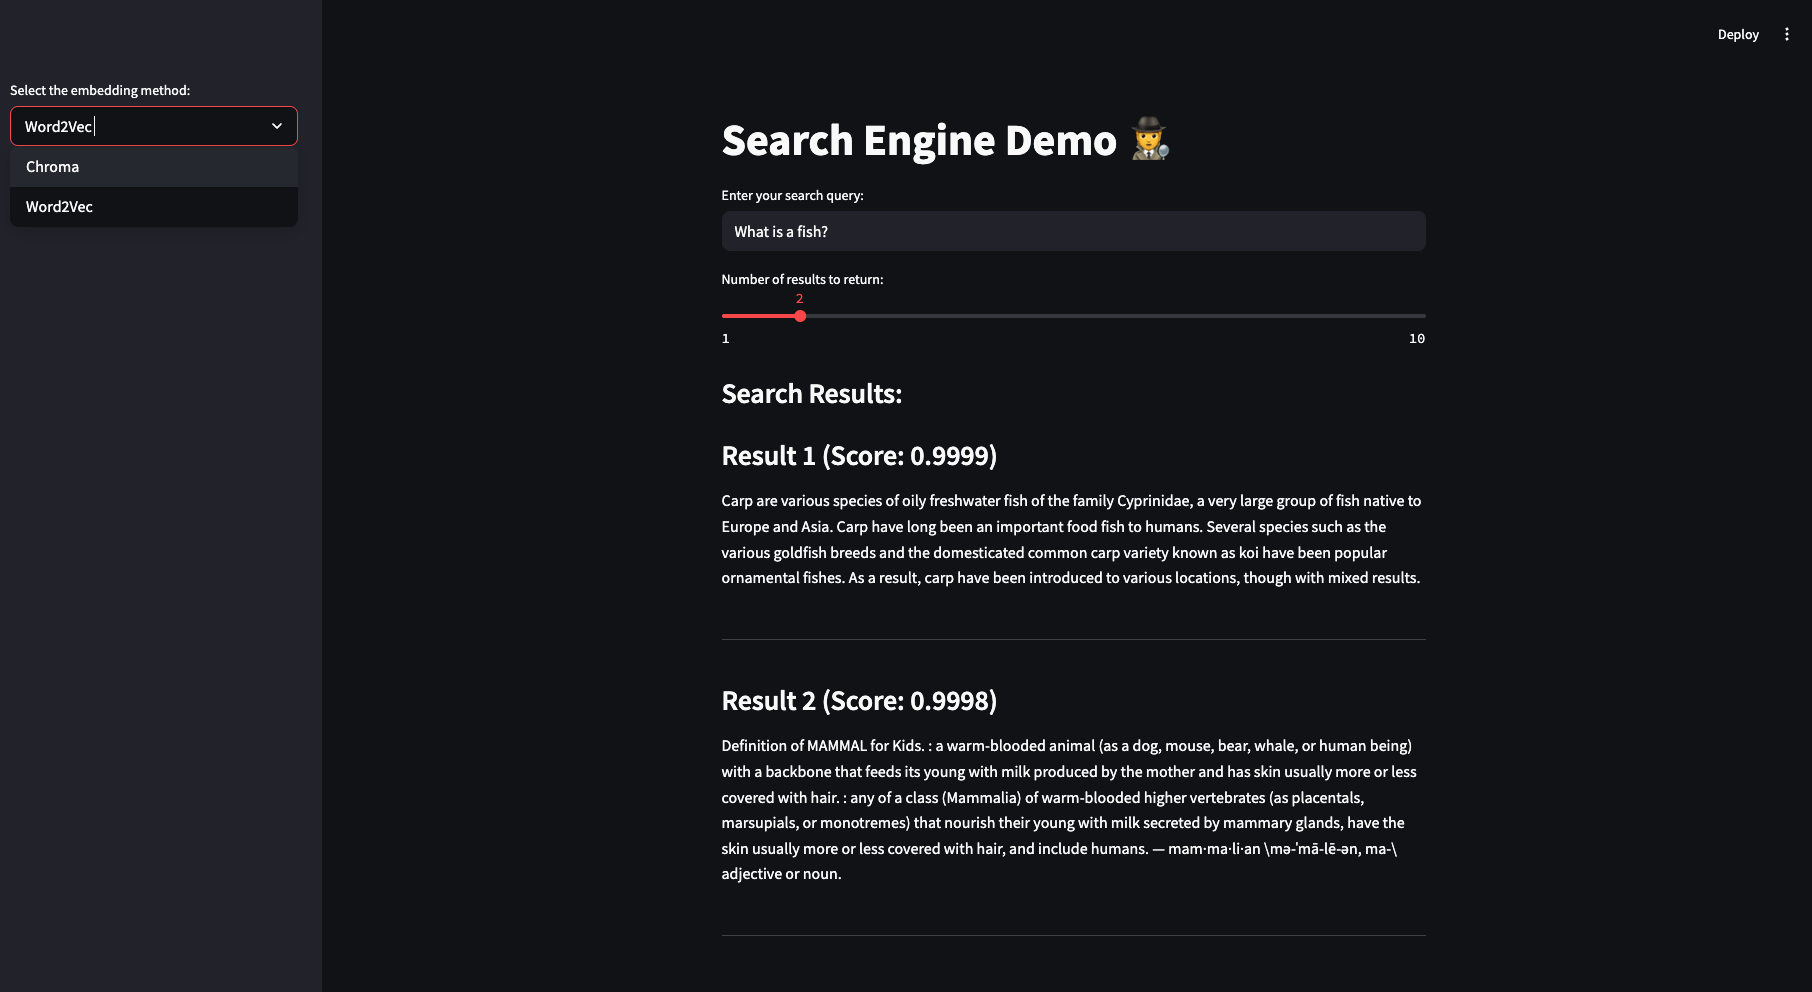 Deploy
Select the embedding method:
Word2Vec
Chroma
Word2Vec
Search Engine Demo
Enter your search query:
What is a fish?
Number of results to return:
2
1
10
Search Results:
Result 1 (Score: 0.9999)
Carp are various species of oily freshwater fish of the family Cyprinidae, a very large group of fish native to
Europe and Asia. Carp have long been an important food fish to humans. Several species such as the
various goldfish breeds and the domesticated common carp variety known as koi have been popular
ornamental fishes. As a result, carp have been introduced to various locations, though with mixed results.
Result 2 (Score: 0.9998)
Definition of MAMMAL for Kids. : a warm-blooded animal (as a dog, mouse, bear, whale, or human being)
with a backbone that feeds its young with milk produced by the mother and has skin usually more or less
covered with hair. : any of a class (Mammalia) of warm-blooded higher vertebrates (as placentals,
marsupials, or monotremes) that nourish their young with milk secreted by mammary glands, have the
skin usually more or less covered with hair, and include humans. — mam·ma·li·an \mə-ˈmā-lē-ən, ma-\
adjective or noun.